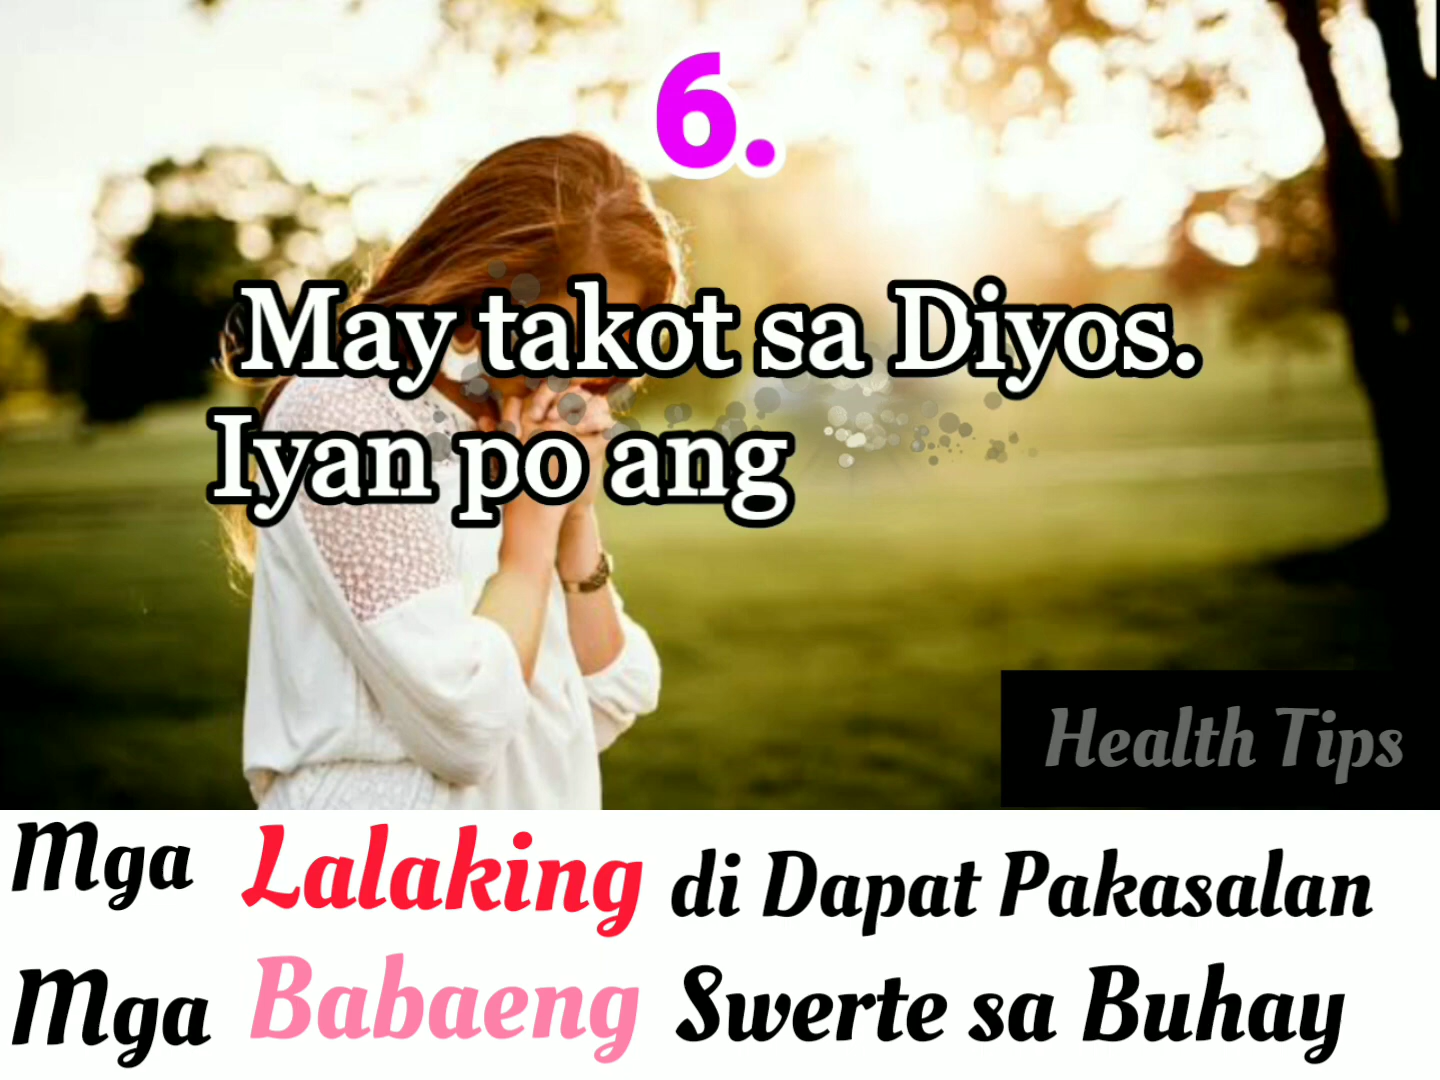 6.
May takot sa Diyos.
Iyan po ang
Health Tips
Mga Lalaking di Dapat Pakasalan
Mga Babaeng Swerte sa Buhay